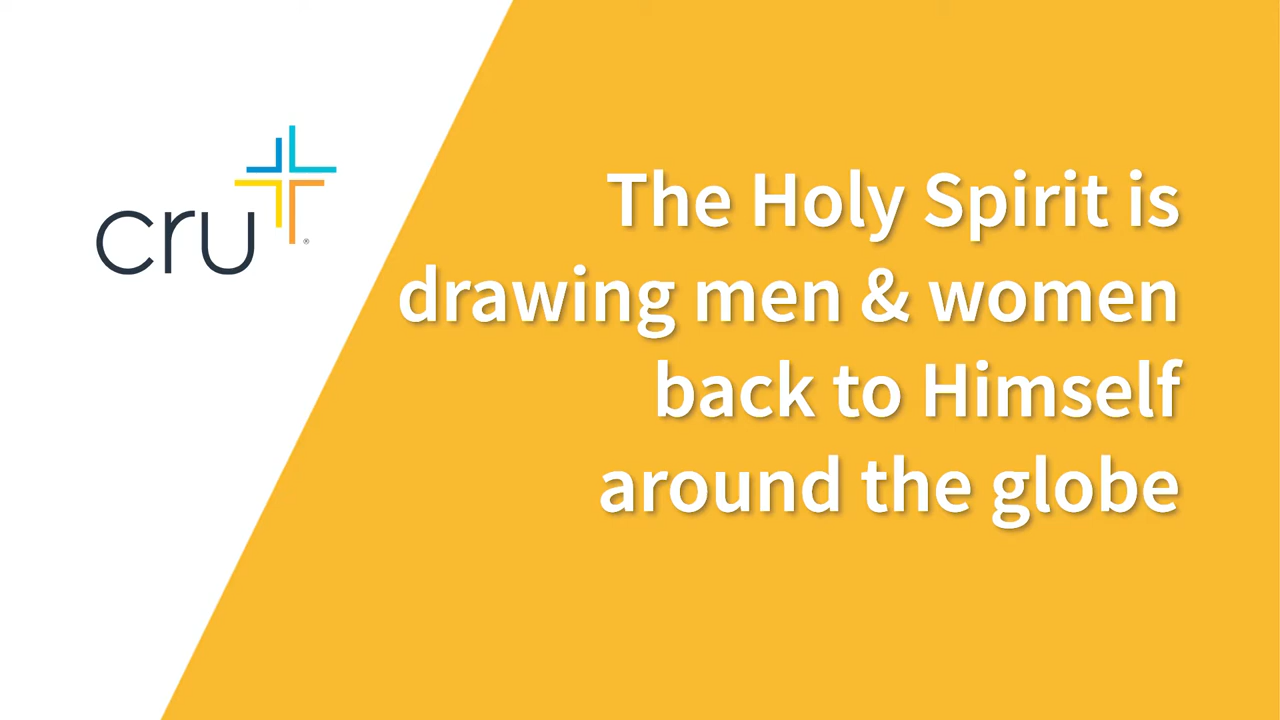 cru®
The Holy Spirit is
drawing men & women
back to Himself
around the globe